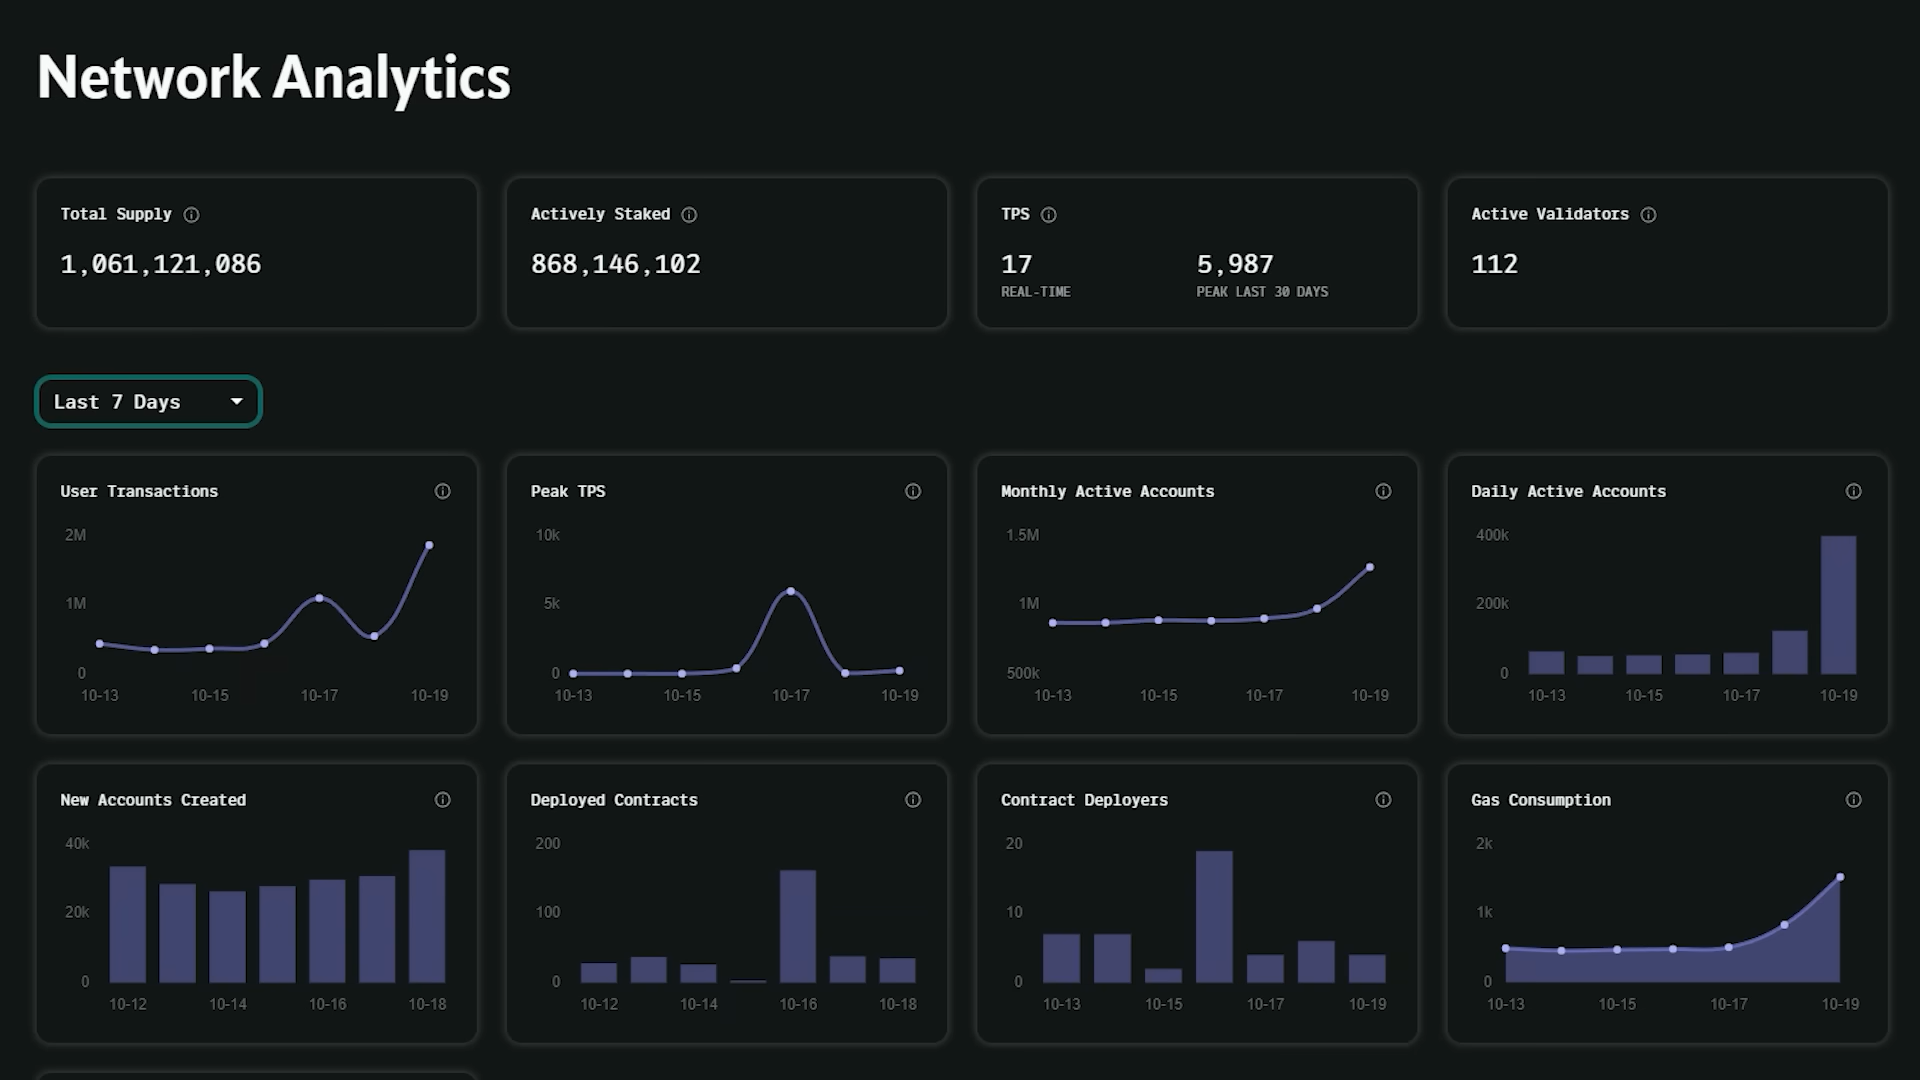 Network Analytics
Total Supply
1,061,121,086
Actively Staked
868,146,102
TPS
17
REAL-TIME
5,987
PEAK LAST 30 DAYS
Active Validators
112
Last 7 Days
User Transactions
2M
1M
0
10-13 10-15 10-17 10-19
Peak TPS
10k
5k
0
10-13 10-15 10-17 10-19
Monthly Active Accounts
1.5M
1M
500k
10-13 10-15 10-17 10-19
Daily Active Accounts
400k
200k
0
10-13 10-15 10-17 10-19
New Accounts Created
40k
20k
0
10-12 10-14 10-16 10-18
Deployed Contracts
200
100
0
10-12 10-14 10-16 10-18
Contract Deployers
20
10
0
10-13 10-15 10-17 10-19
Gas Consumption
2k
1k
0
10-13 10-15 10-17 10-19